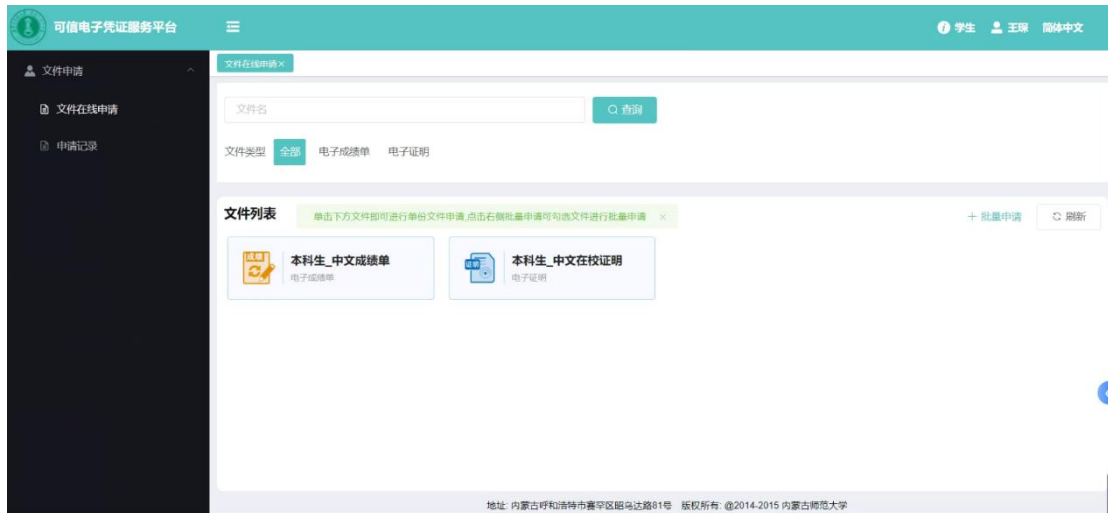 可信电子凭证服务平台
学生 王琛 简体中文
文件申请
文件在线申请
申请记录
文件在线申请×
文件名
查询
文件类型 全部 电子成绩单 电子证明
文件列表
单击下方文件即可进行单份文件申请,点击右侧批量申请可勾选文件进行批量申请 ×
+ 批量申请 刷新
本科生_中文成绩单
电子成绩单
证明
本科生_中文在校证明
电子证明
地址: 内蒙古呼和浩特市赛罕区昭乌达路81号 版权所有: @2014-2015 内蒙古师范大学